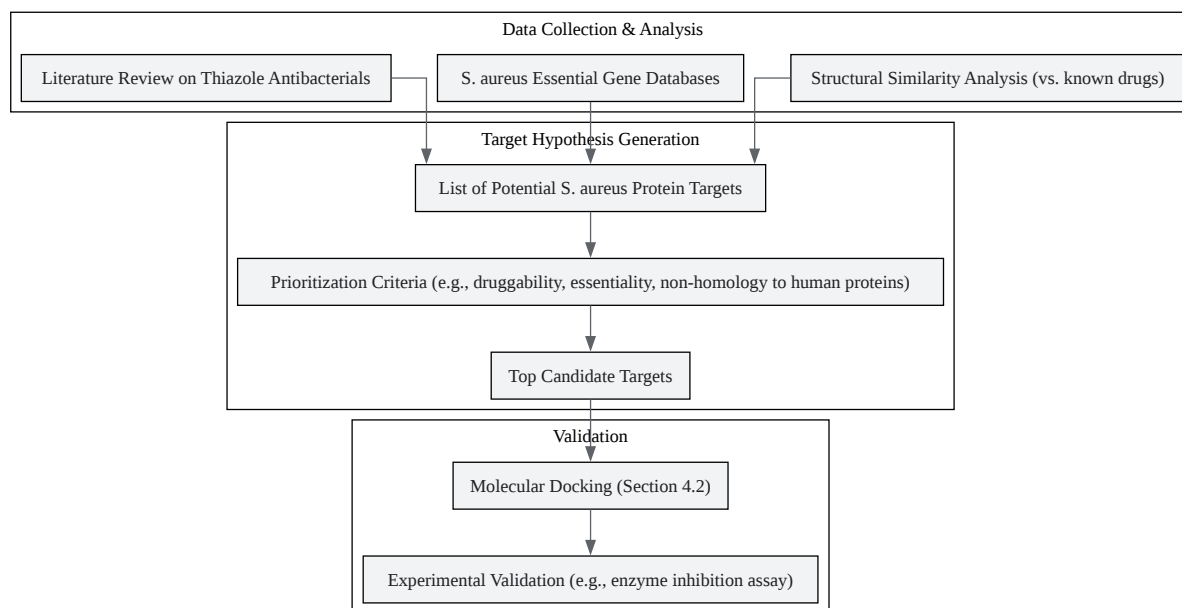 Data Collection & Analysis
Literature Review on Thiazole Antibacterials
S. aureus Essential Gene Databases
Structural Similarity Analysis (vs. known drugs)
Target Hypothesis Generation
List of Potential S. aureus Protein Targets
Prioritization Criteria (e.g., druggability, essentiality, non-homology to human proteins)
Top Candidate Targets
Validation
Molecular Docking (Section 4.2)
Experimental Validation (e.g., enzyme inhibition assay)